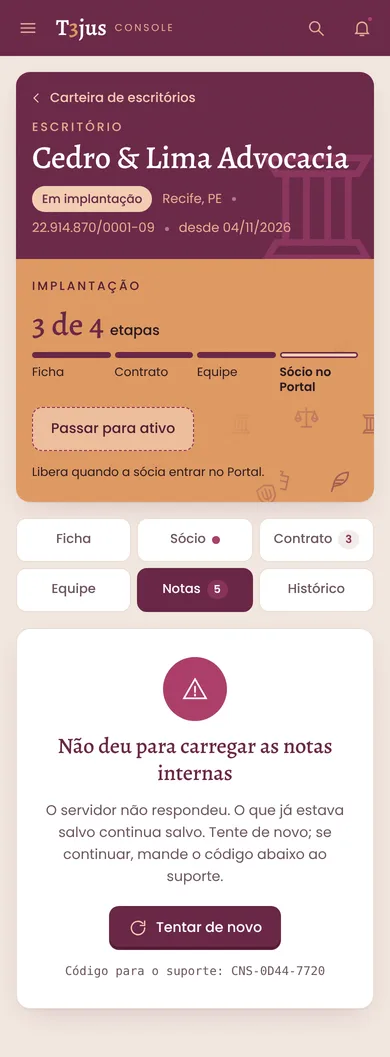 T3jus CONSOLE
Carteira de escritórios
ESCRITÓRIO
Cedro & Lima Advocacia
Em implantação Recife, PE •
22.914.870/0001-09 • desde 04/11/2026
IMPLANTAÇÃO
3 de 4 etapas
Ficha Contrato Equipe Sócio no
Portal
Passar para ativo
Libera quando a sócia entrar no Portal.
Ficha Sócio Contrato 3
Equipe Notas 5 Histórico
Não deu para carregar as notas
internas
O servidor não respondeu. O que já estava
salvo continua salvo. Tente de novo; se
continuar, mande o código abaixo ao
suporte.
Tentar de novo
Código para o suporte: CNS-0D44-7720